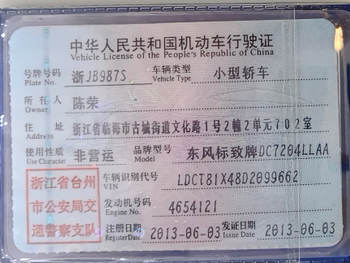 中华人民共和国机动车行驶证
Vehicle License of the People's Republic of China
号牌号码 浙JB987S 车辆类型 小型轿车
Plate No. Vehicle Type
所有人 陈荣
Owner
住址 浙江省临海市古城街道文化路1号2幢2单元702室
Address
使用性质 非营运 品牌型号 东风标致牌DC7204LLAA
Use Character Model
浙江省台州 车辆识别代号 LDCT81X48D2099662
VIN
市公安局交 发动机号码 4654121
Engine No.
通警察支队 注册日期 2013-06-03 发证日期 2013-06-03
Register Date Issue Date